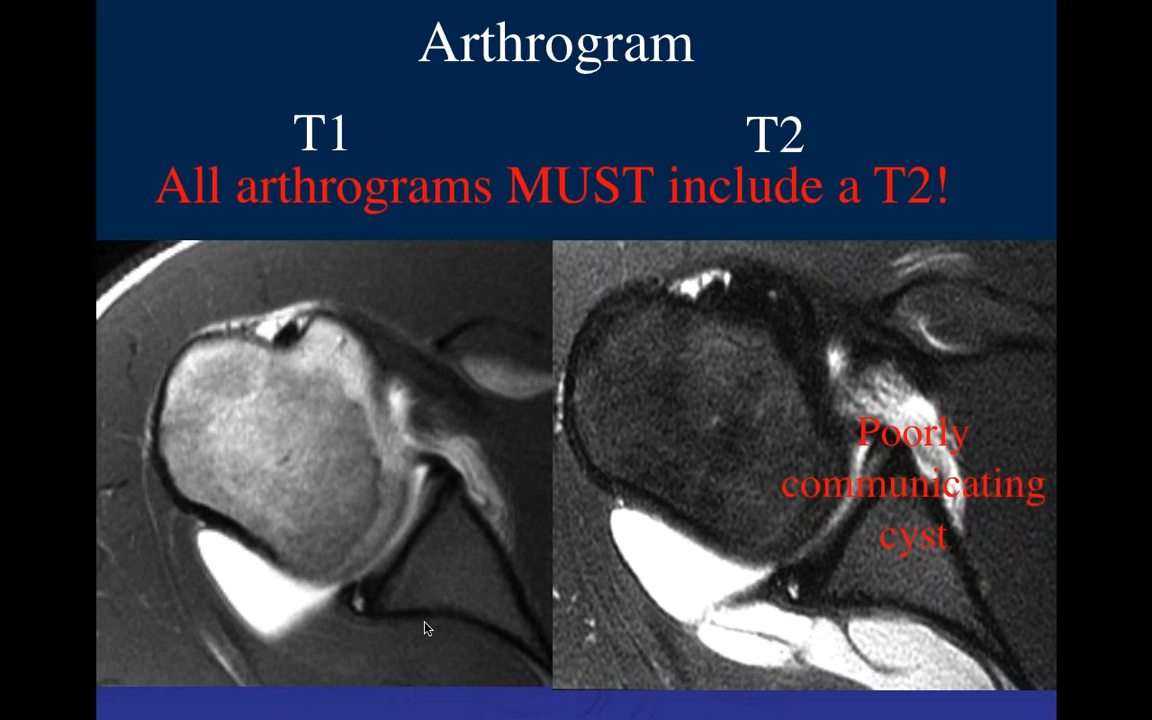 Arthrogram
T1 T2
All arthrograms MUST include a T2!
Poorly
communicating
cyst